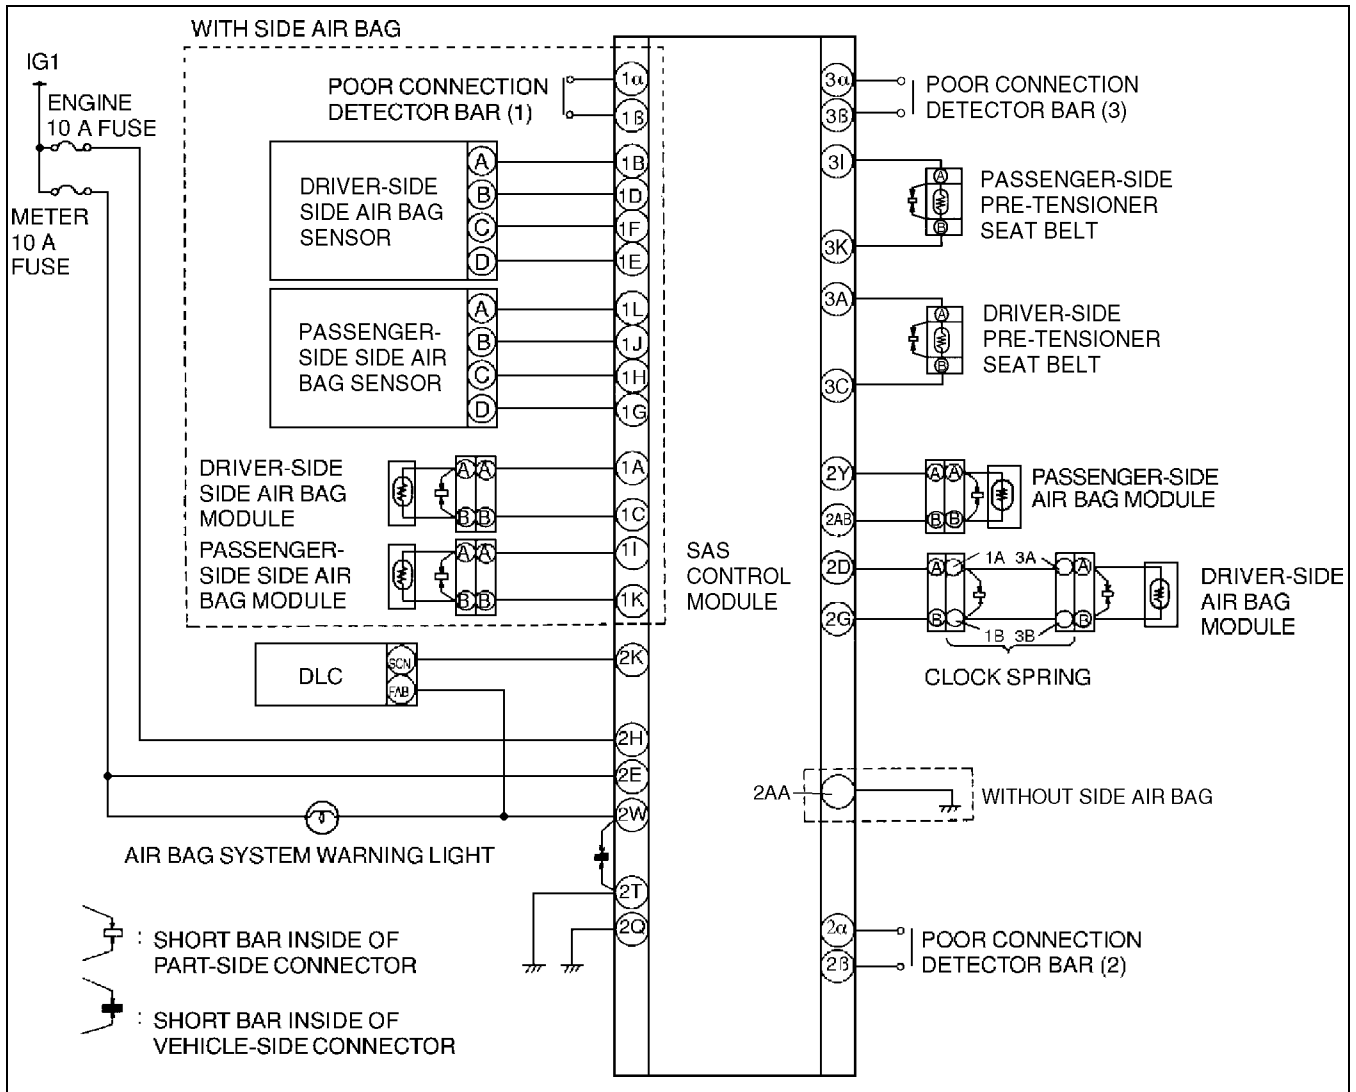 WITH SIDE AIR BAG
IG1
ENGINE
10 A FUSE
METER
10 A
FUSE
POOR CONNECTION
DETECTOR BAR (1)
1α
1β
DRIVER-SIDE
SIDE AIR BAG
SENSOR
A
B
C
D
1B
1D
1F
1E
PASSENGER-
SIDE SIDE AIR
BAG SENSOR
A
B
C
D
1L
1J
1H
1G
DRIVER-SIDE
SIDE AIR BAG
MODULE
A A
B B
1A
1C
PASSENGER-
SIDE SIDE AIR
BAG MODULE
A A
B B
1I
1K
DLC
SCN
FAB
2K
2H
2E
2W
AIR BAG SYSTEM WARNING LIGHT
2T
2Q
: SHORT BAR INSIDE OF
PART-SIDE CONNECTOR
: SHORT BAR INSIDE OF
VEHICLE-SIDE CONNECTOR
SAS
CONTROL
MODULE
3α
3β
POOR CONNECTION
DETECTOR BAR (3)
3I
3K
A
B
PASSENGER-SIDE
PRE-TENSIONER
SEAT BELT
3A
3C
A
B
DRIVER-SIDE
PRE-TENSIONER
SEAT BELT
2Y
2AB
A A
B B
PASSENGER-SIDE
AIR BAG MODULE
2D
2G
A 1A 3A A
B 1B 3B B
DRIVER-SIDE
AIR BAG
MODULE
CLOCK SPRING
2AA
WITHOUT SIDE AIR BAG
2α
2β
POOR CONNECTION
DETECTOR BAR (2)